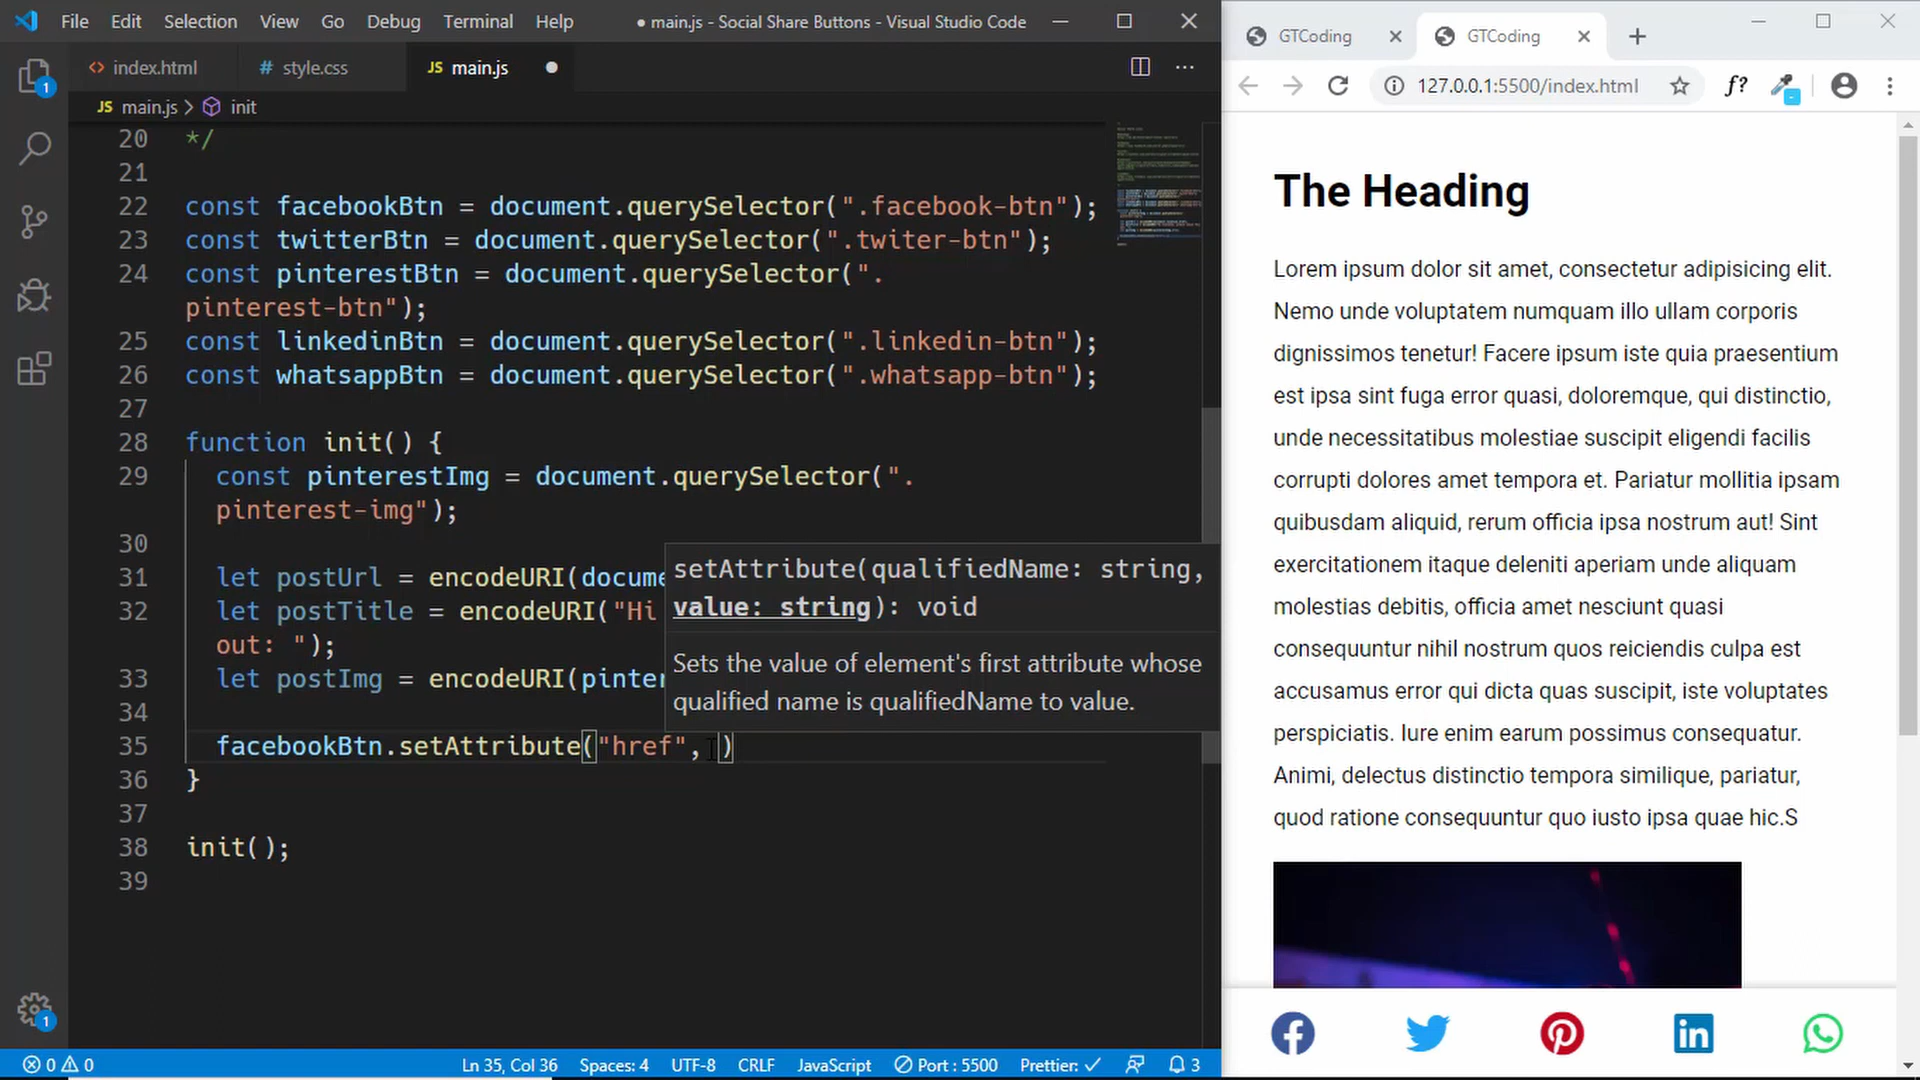 File Edit Selection View Go Debug Terminal Help ● main.js - Social Share Buttons - Visual Studio Code
<> index.html # style.css JS main.js ●
JS main.js > init
20 */
21
22 const facebookBtn = document.querySelector(".facebook-btn");
23 const twitterBtn = document.querySelector(".twiter-btn");
24 const pinterestBtn = document.querySelector(".
pinterest-btn");
25 const linkedinBtn = document.querySelector(".linkedin-btn");
26 const whatsappBtn = document.querySelector(".whatsapp-btn");
27
28 function init() {
29 const pinterestImg = document.querySelector(".
pinterest-img");
30
31 let postUrl = encodeURI(docume
32 let postTitle = encodeURI("Hi
out: ");
33 let postImg = encodeURI(pinter
34
35 facebookBtn.setAttribute("href", )
36 }
37
38 init();
39
setAttribute(qualifiedName: string,
value: string): void
Sets the value of element's first attribute whose
qualified name is qualifiedName to value.
1
1
0 0 Ln 35, Col 36 Spaces: 4 UTF-8 CRLF JavaScript Port : 5500 Prettier: ✓ 3
GTCoding GTCoding
127.0.0.1:5500/index.html f?
The Heading
Lorem ipsum dolor sit amet, consectetur adipisicing elit.
Nemo unde voluptatem numquam illo ullam corporis
dignissimos tenetur! Facere ipsum iste quia praesentium
est ipsa sint fuga error quasi, doloremque, qui distinctio,
unde necessitatibus molestiae suscipit eligendi facilis
corrupti dolores amet tempora et. Pariatur mollitia ipsam
quibusdam aliquid, rerum officia ipsa nostrum aut! Sint
exercitationem itaque deleniti aperiam unde aliquam
molestias debitis, officia amet nesciunt quasi
consequuntur nihil nostrum quos reiciendis culpa est
accusamus error qui dicta quas suscipit, iste voluptates
perspiciatis. Iure enim earum possimus consequatur.
Animi, delectus distinctio tempora similique, pariatur,
quod ratione consequuntur quo iusto ipsa quae hic.S
f in